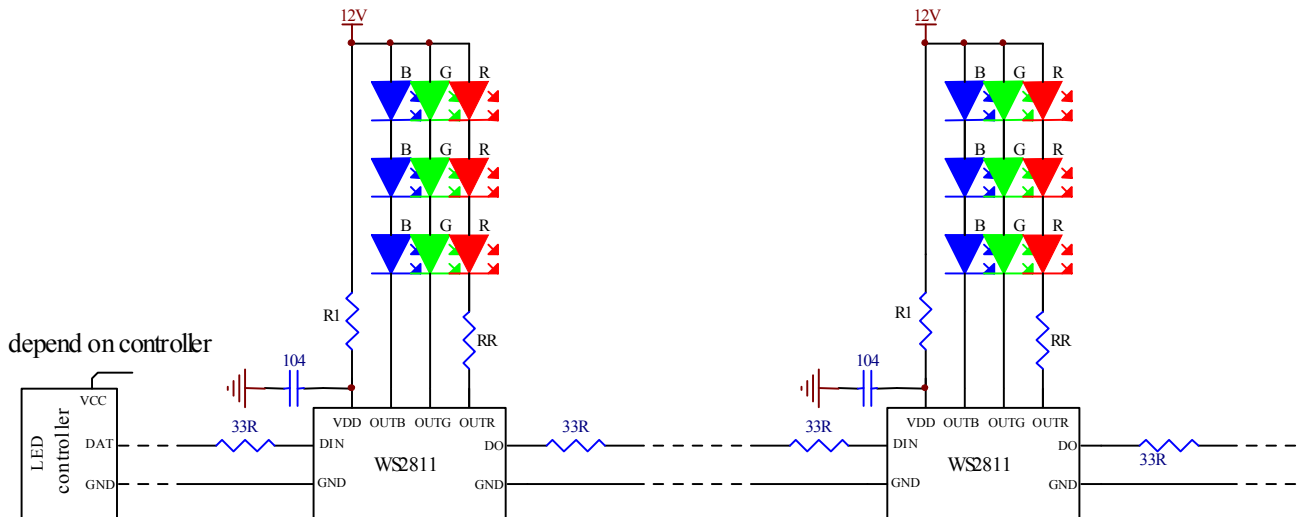 12V 12V
B G R B G R
B G R B G R
B G R B G R
R1 RR R1 RR
depend on controller
104 104
VCC
VDD OUTB OUTG OUTR VDD OUTB OUTG OUTR
33R 33R 33R
DAT DIN DO DIN DO
LED controller
WS2811 WS2811
33R
GND GND GND GND GND